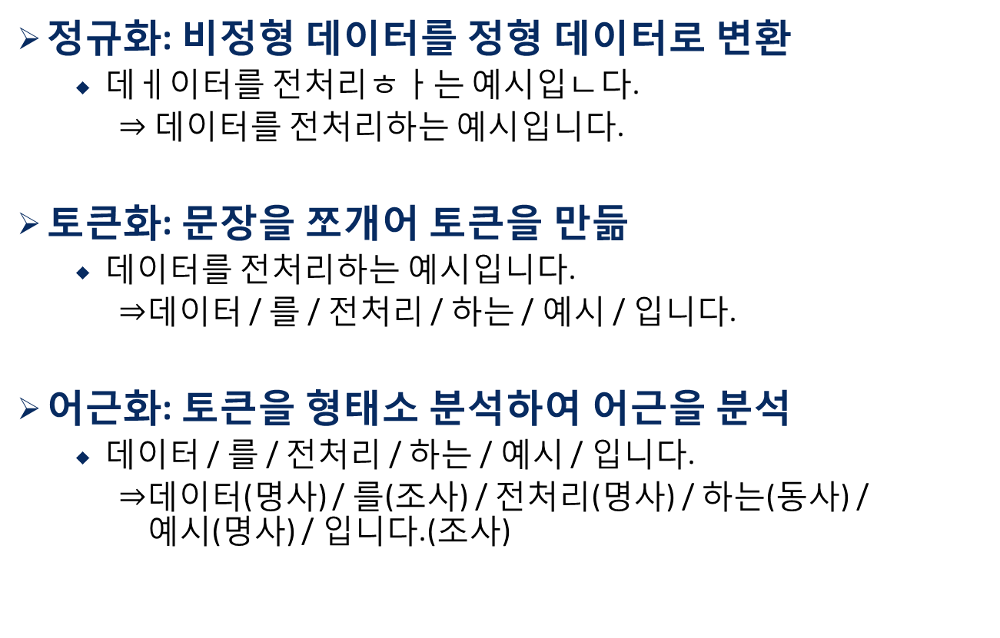 ➢ 정규화: 비정형 데이터를 정형 데이터로 변환
◆ 데ㅔ이터를 전처리ㅎㅏ는 예시입ㄴ다.
⇒ 데이터를 전처리하는 예시입니다.
➢ 토큰화: 문장을 쪼개어 토큰을 만듦
◆ 데이터를 전처리하는 예시입니다.
⇒데이터 / 를 / 전처리 / 하는 / 예시 / 입니다.
➢ 어근화: 토큰을 형태소 분석하여 어근을 분석
◆ 데이터 / 를 / 전처리 / 하는 / 예시 / 입니다.
⇒데이터(명사) / 를(조사) / 전처리(명사) / 하는(동사) /
예시(명사) / 입니다.(조사)